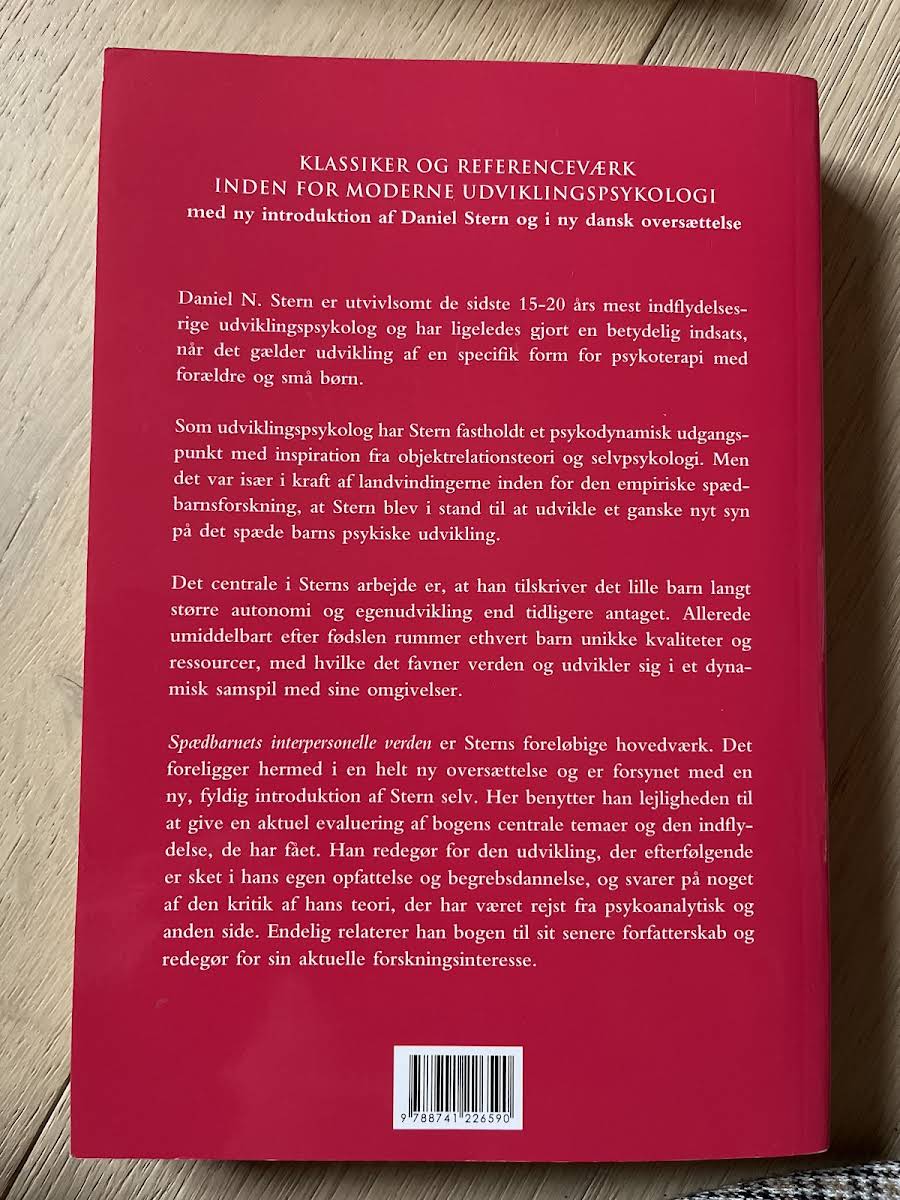 KLASSIKER OG REFERENCEVÆRK
INDEN FOR MODERNE UDVIKLINGSPSYKOLOGI
med ny introduktion af Daniel Stern og i ny dansk oversættelse
Daniel N. Stern er utvivlsomt de sidste 15-20 års mest indflydelses-
rige udviklingspsykolog og har ligeledes gjort en betydelig indsats,
når det gælder udvikling af en specifik form for psykoterapi med
forældre og små børn.
Som udviklingspsykolog har Stern fastholdt et psykodynamisk udgangs-
punkt med inspiration fra objektrelationsteori og selvpsykologi. Men
det var især i kraft af landvindingerne inden for den empiriske spæd-
barnsforskning, at Stern blev i stand til at udvikle et ganske nyt syn
på det spæde barns psykiske udvikling.
Det centrale i Sterns arbejde er, at han tilskriver det lille barn langt
større autonomi og egenudvikling end tidligere antaget. Allerede
umiddelbart efter fødslen rummer ethvert barn unikke kvaliteter og
ressourcer, med hvilke det favner verden og udvikler sig i et dyna-
misk samspil med sine omgivelser.
Spædbarnets interpersonelle verden er Sterns foreløbige hovedværk. Det
foreligger hermed i en helt ny oversættelse og er forsynet med en
ny, fyldig introduktion af Stern selv. Her benytter han lejligheden til
at give en aktuel evaluering af bogens centrale temaer og den indfly-
delse, de har fået. Han redegør for den udvikling, der efterfølgende
er sket i hans egen opfattelse og begrebsdannelse, og svarer på noget
af den kritik af hans teori, der har været rejst fra psykoanalytisk og
anden side. Endelig relaterer han bogen til sit senere forfatterskab og
redegør for sin aktuelle forskningsinteresse.
9 788741 226590